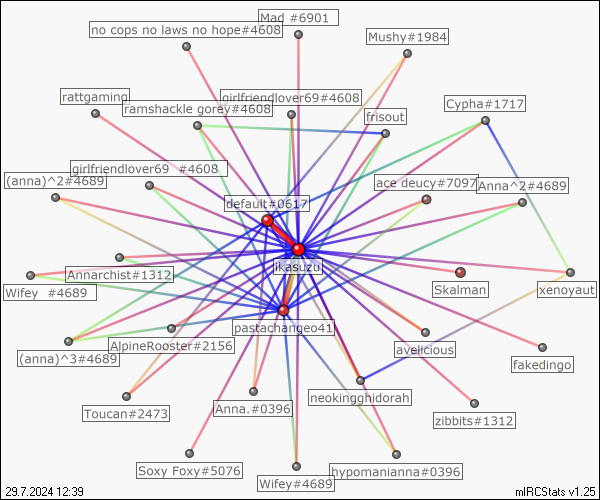 Mad #6901
no cops no laws no hope#4608
Mushy#1984
rattgaming
girlfriendlover69#4608
ramshackle gorey#4608
Cypha#1717
frisout
girlfriendlover69 #4608
(anna)^2#4689
ace deucy#7097
Anna^2#4689
default#0617
ikasuzu
Annarchist#1312
Wifey #4689
Skalman
xenoyaut
pastachangeo41
AlpineRooster#2156
(anna)^3#4689
avelicious
fakedingo
neokingghidorah
Toucan#2473
Anna.#0396
zibbits#1312
Soxy Foxy#5076
Wifey#4689
hypomanianna#0396
29.7.2024 12:39
mIRCStats v1.25